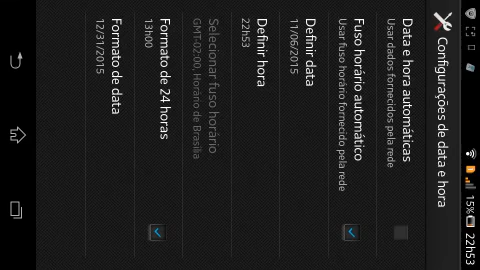 15% 22h53
Configurações de data e hora
Data e hora automáticas
Usar dados fornecidos pela rede
Fuso horário automático
Usar fuso horário fornecido pela rede
Definir data
11/06/2015
Definir hora
22h53
Selecionar fuso horário
GMT-02:00, Horário de Brasília
Formato de 24 horas
13h00
Formato de data
12/31/2015